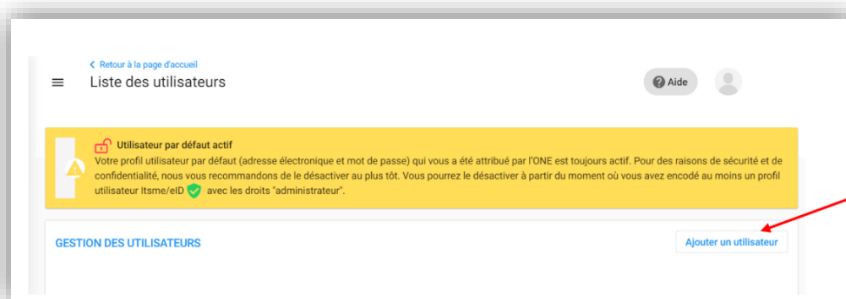 Retour à la page d'accueil
Liste des utilisateurs
Aide
Utilisateur par défaut actif
Votre profil utilisateur par défaut (adresse électronique et mot de passe) qui vous a été attribué par l'ONE est toujours actif. Pour des raisons de sécurité et de
confidentialité, nous vous recommandons de le désactiver au plus tôt. Vous pourrez le désactiver à partir du moment où vous avez encodé au moins un profil
utilisateur Itsme/eID avec les droits "administrateur".
GESTION DES UTILISATEURS
Ajouter un utilisateur